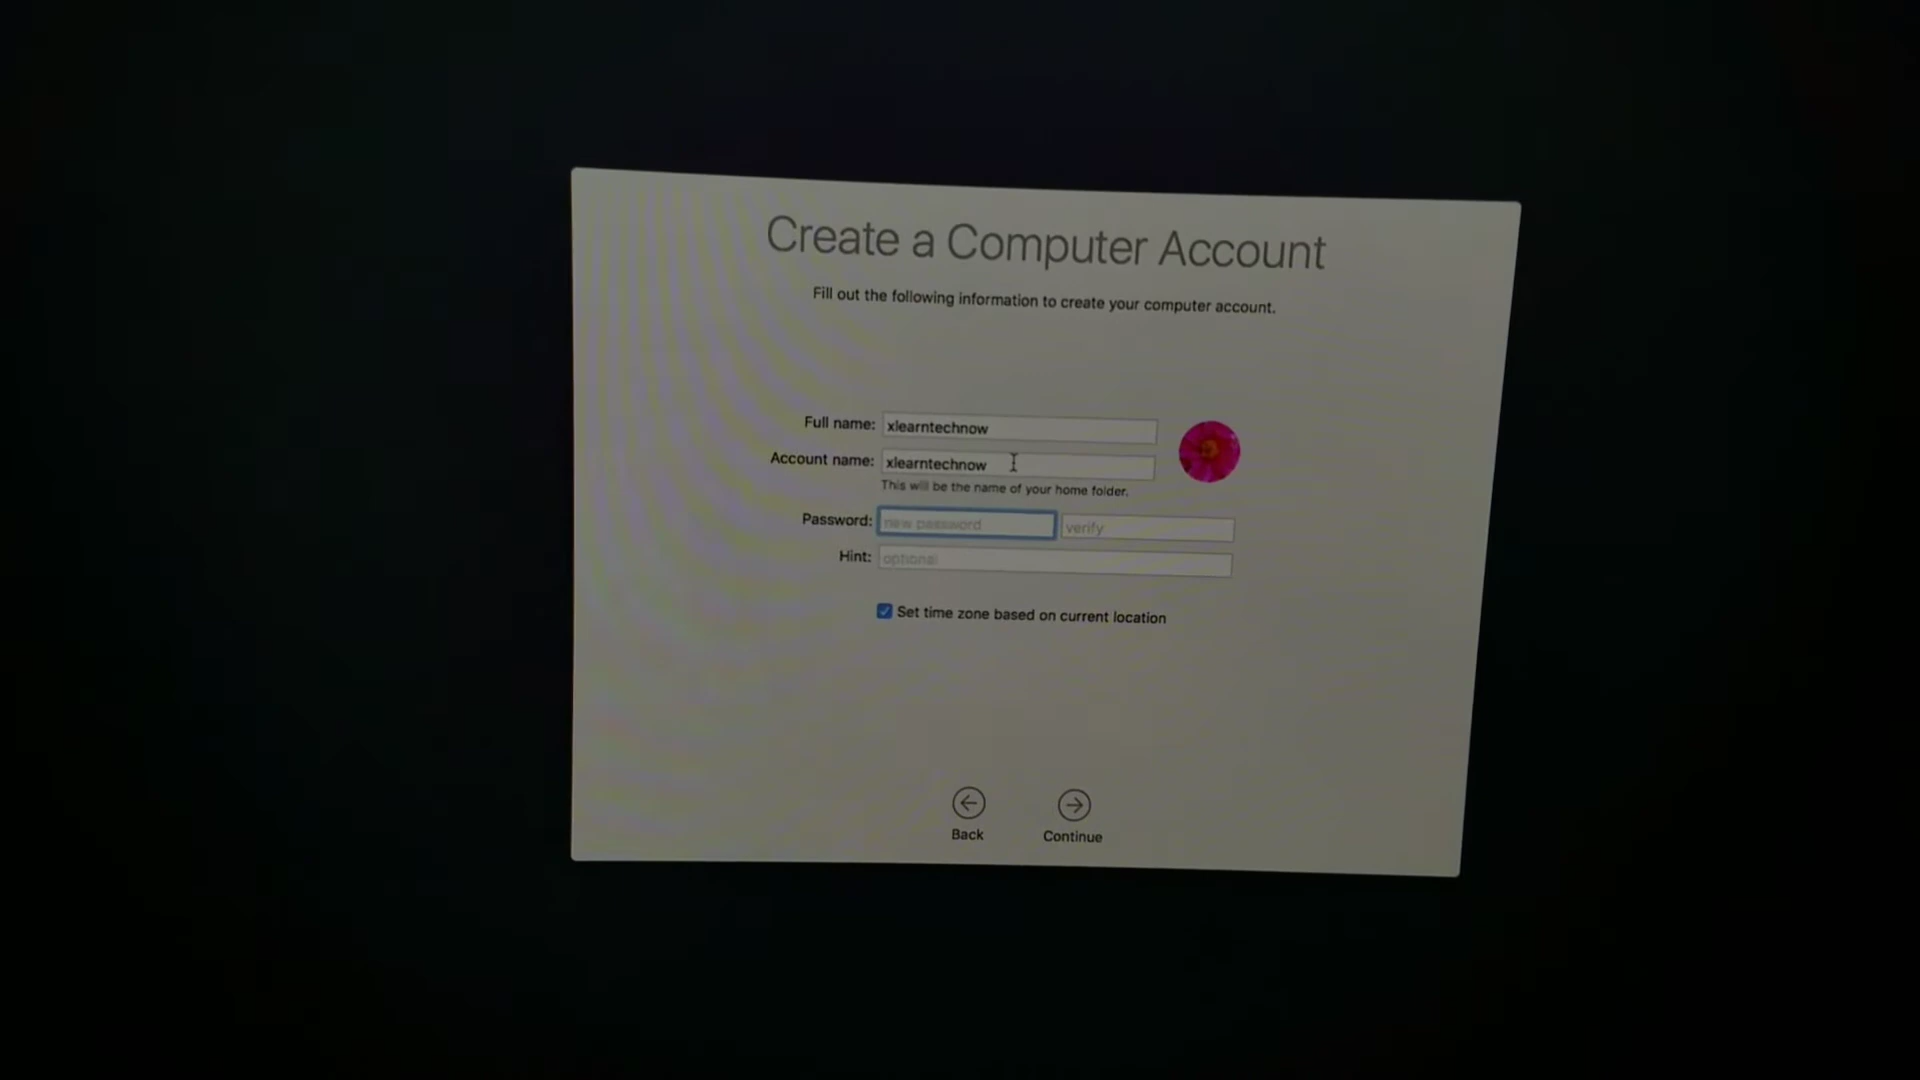 Create a Computer Account
Fill out the following information to create your computer account.
Full name: xlearntechnow
Account name: xlearntechnow
This will be the name of your home folder.
Password: new password verify
Hint: optional
Set time zone based on current location
Back Continue